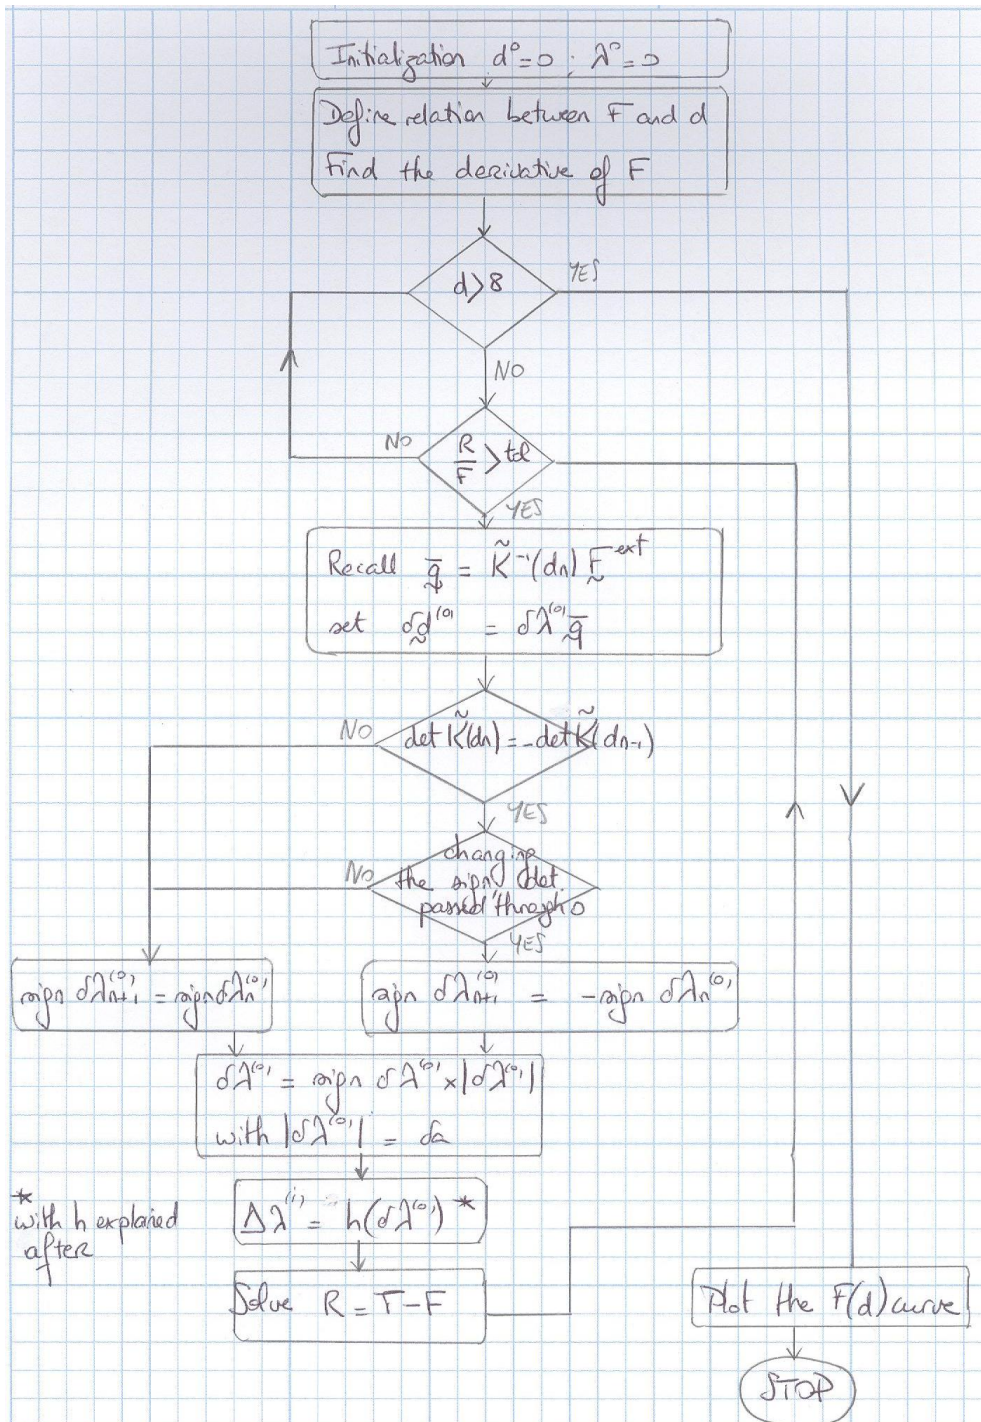 Initialization d⁰=0 ; λ⁰=0
Define relation between F and d
Find the derivative of F
d>8
YES
NO
NO
R/F > tol
YES
Recall q̄ = K̃⁻¹(dn) F^ext
set δd⁽⁰⁾ = δλ⁽⁰⁾ q̄
NO
det K̃(dn) = -det K̃(dn-1)
YES
changing
NO
the sign, det.
passed through 0
YES
sign δλn+1⁽⁰⁾ = sign δλn⁽⁰⁾
sign δλn+1⁽⁰⁾ = -sign δλn⁽⁰⁾
δλ⁽⁰⁾ = sign δλ⁽⁰⁾ × |δλ⁽⁰⁾|
with |δλ⁽⁰⁾| = δa
* with h explained
after
Δλ⁽ⁱ⁾ = h(δλ⁽⁰⁾) *
Solve R = T - F
Plot the F(d) curve
STOP